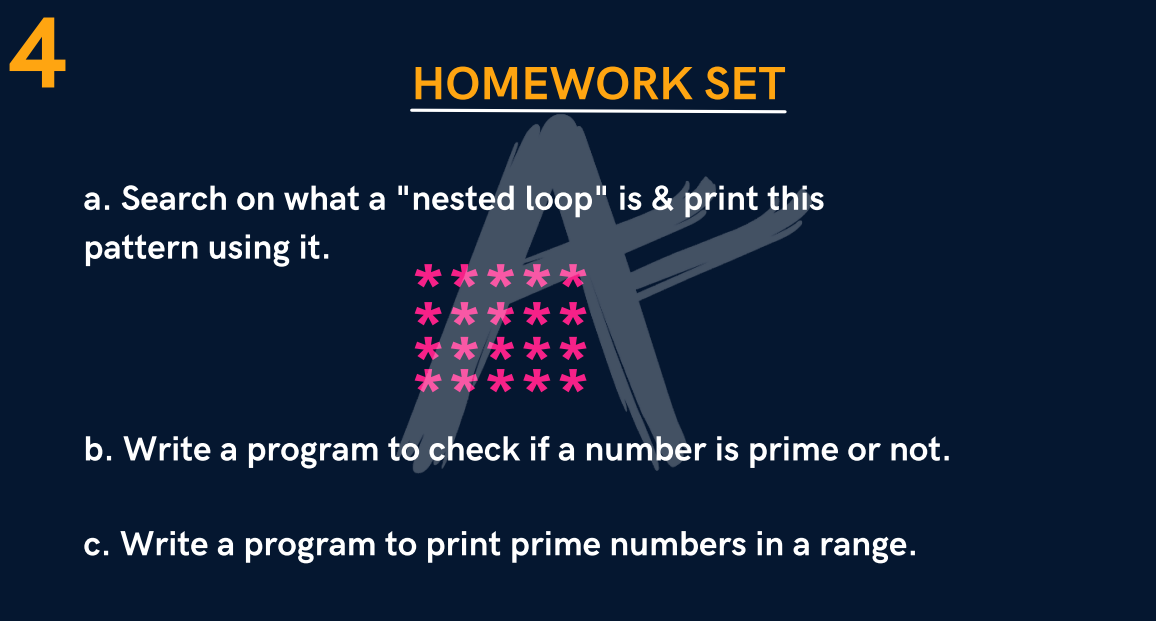 4
HOMEWORK SET
a. Search on what a "nested loop" is & print this
pattern using it.
* * * * *
* * * * *
* * * * *
* * * * *
b. Write a program to check if a number is prime or not.
c. Write a program to print prime numbers in a range.